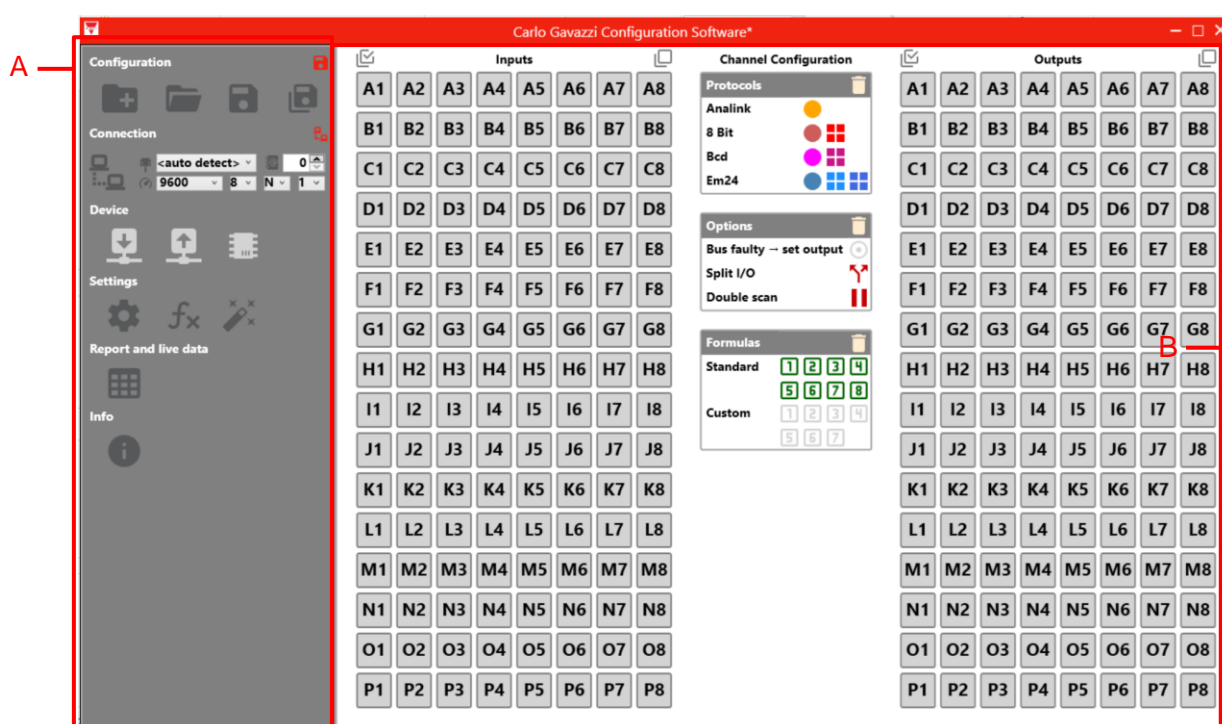 Carlo Gavazzi Configuration Software*
A
Configuration
Connection
<auto detect> 0
9600 8 N 1
Device
Settings
fx
Report and live data
Info
Inputs
A1 A2 A3 A4 A5 A6 A7 A8
B1 B2 B3 B4 B5 B6 B7 B8
C1 C2 C3 C4 C5 C6 C7 C8
D1 D2 D3 D4 D5 D6 D7 D8
E1 E2 E3 E4 E5 E6 E7 E8
F1 F2 F3 F4 F5 F6 F7 F8
G1 G2 G3 G4 G5 G6 G7 G8
H1 H2 H3 H4 H5 H6 H7 H8
I1 I2 I3 I4 I5 I6 I7 I8
J1 J2 J3 J4 J5 J6 J7 J8
K1 K2 K3 K4 K5 K6 K7 K8
L1 L2 L3 L4 L5 L6 L7 L8
M1 M2 M3 M4 M5 M6 M7 M8
N1 N2 N3 N4 N5 N6 N7 N8
O1 O2 O3 O4 O5 O6 O7 O8
P1 P2 P3 P4 P5 P6 P7 P8
Channel Configuration
Protocols
Analink
8 Bit
Bcd
Em24
Options
Bus faulty → set output
Split I/O
Double scan
Formulas
Standard 1 2 3 4
5 6 7 8
Custom 1 2 3 4
5 6 7
Outputs
A1 A2 A3 A4 A5 A6 A7 A8
B1 B2 B3 B4 B5 B6 B7 B8
C1 C2 C3 C4 C5 C6 C7 C8
D1 D2 D3 D4 D5 D6 D7 D8
E1 E2 E3 E4 E5 E6 E7 E8
F1 F2 F3 F4 F5 F6 F7 F8
G1 G2 G3 G4 G5 G6 G7 G8
B
H1 H2 H3 H4 H5 H6 H7 H8
I1 I2 I3 I4 I5 I6 I7 I8
J1 J2 J3 J4 J5 J6 J7 J8
K1 K2 K3 K4 K5 K6 K7 K8
L1 L2 L3 L4 L5 L6 L7 L8
M1 M2 M3 M4 M5 M6 M7 M8
N1 N2 N3 N4 N5 N6 N7 N8
O1 O2 O3 O4 O5 O6 O7 O8
P1 P2 P3 P4 P5 P6 P7 P8